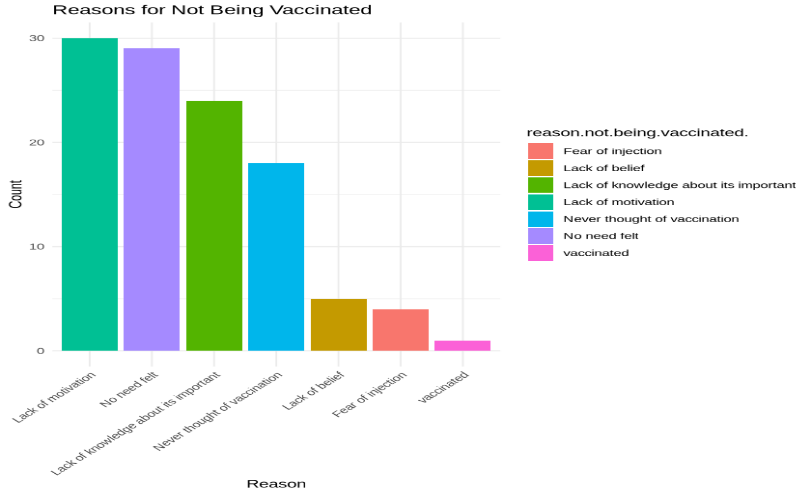 Reasons for Not Being Vaccinated
Count
30
20
10
0
Lack of motivation
No need felt
Lack of knowledge about its important
Never thought of vaccination
Lack of belief
Fear of injection
vaccinated
Reason
reason.not.being.vaccinated.
Fear of injection
Lack of belief
Lack of knowledge about its important
Lack of motivation
Never thought of vaccination
No need felt
vaccinated